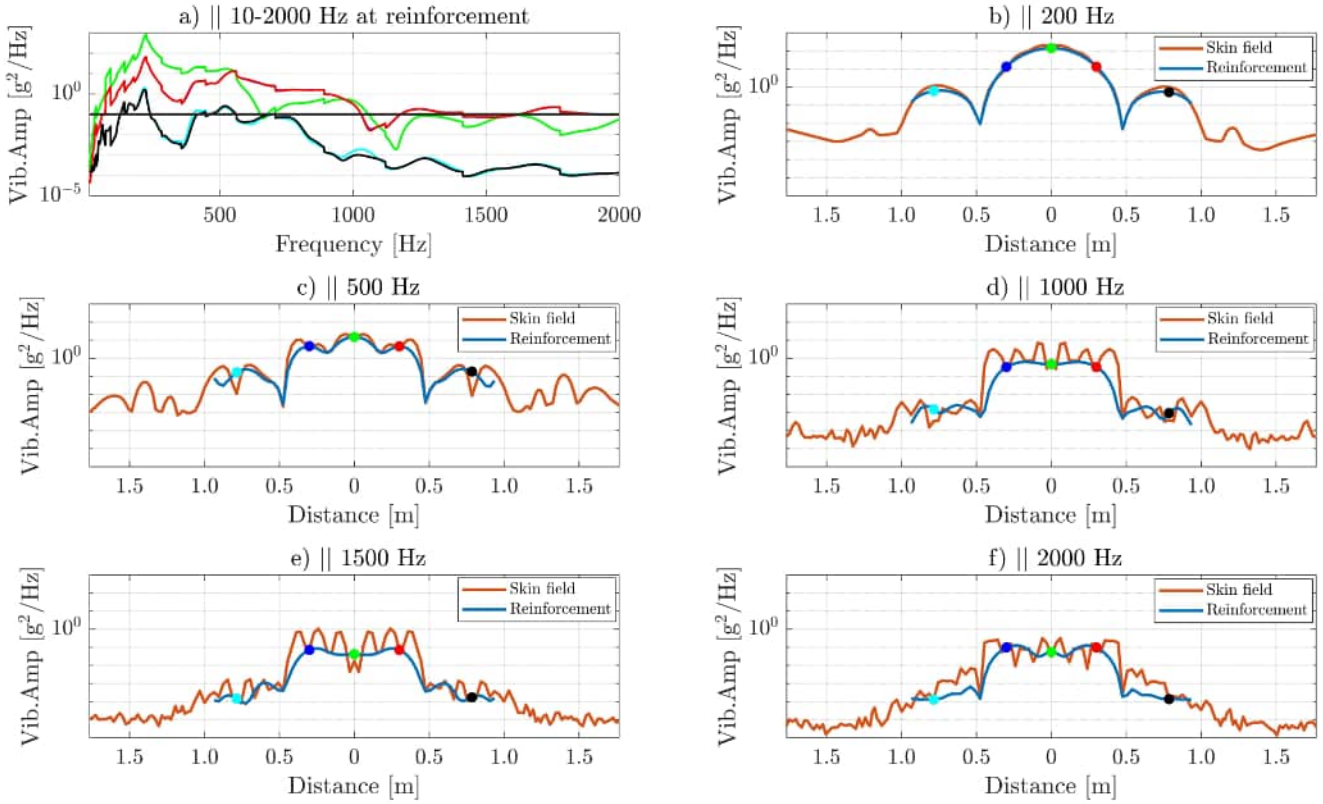 a) || 10-2000 Hz at reinforcement
Vib.Amp [g²/Hz]
10⁰
10⁻⁵
500 1000 1500 2000
Frequency [Hz]
b) || 200 Hz
Vib.Amp [g²/Hz]
10⁰
Skin field
Reinforcement
1.5 1.0 0.5 0 0.5 1.0 1.5
Distance [m]
c) || 500 Hz
Vib.Amp [g²/Hz]
10⁰
Skin field
Reinforcement
1.5 1.0 0.5 0 0.5 1.0 1.5
Distance [m]
d) || 1000 Hz
Vib.Amp [g²/Hz]
10⁰
Skin field
Reinforcement
1.5 1.0 0.5 0 0.5 1.0 1.5
Distance [m]
e) || 1500 Hz
Vib.Amp [g²/Hz]
10⁰
Skin field
Reinforcement
1.5 1.0 0.5 0 0.5 1.0 1.5
Distance [m]
f) || 2000 Hz
Vib.Amp [g²/Hz]
10⁰
Skin field
Reinforcement
1.5 1.0 0.5 0 0.5 1.0 1.5
Distance [m]